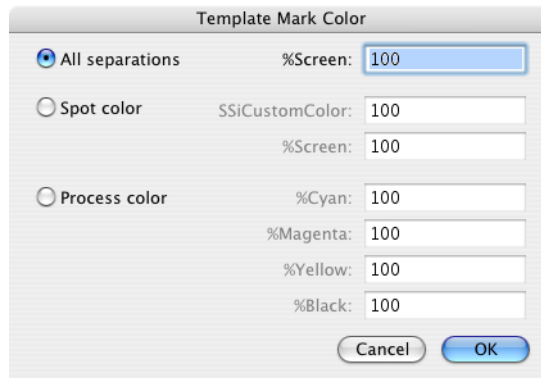 Template Mark Color
All separations %Screen: 100
Spot color SSiCustomColor: 100
%Screen: 100
Process color %Cyan: 100
%Magenta: 100
%Yellow: 100
%Black: 100
Cancel OK